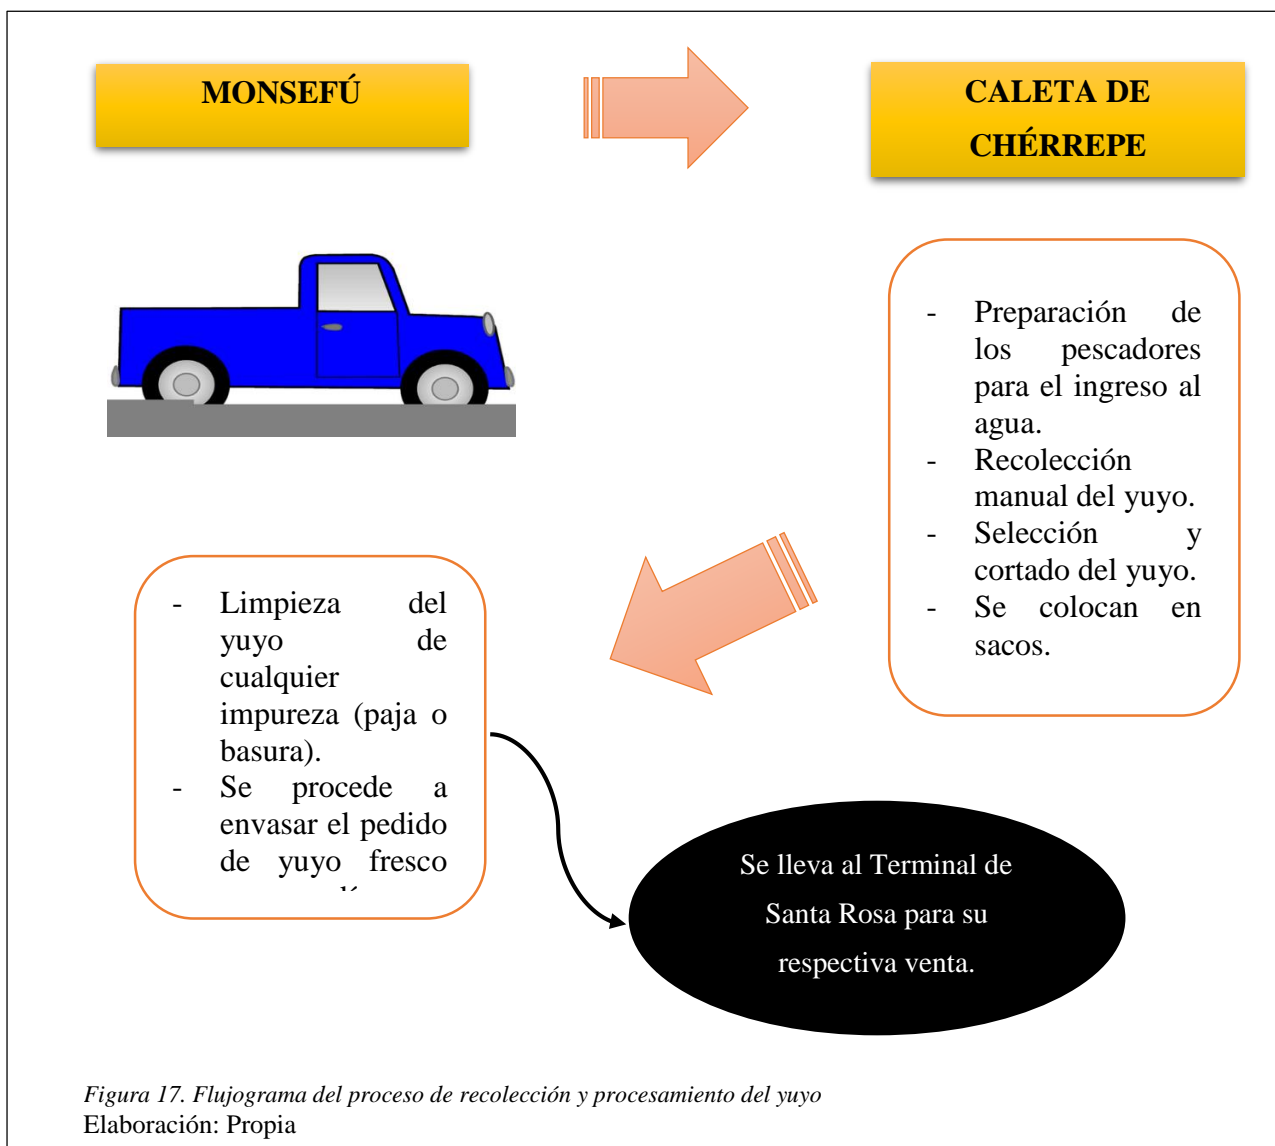 MONSEFÚ
CALETA DE
CHÉRREPE
- Preparación de
los pescadores
para el ingreso al
agua.
- Recolección
manual del yuyo.
- Selección y
cortado del yuyo.
- Se colocan en
sacos.
- Limpieza del
yuyo de
cualquier
impureza (paja o
basura).
- Se procede a
envasar el pedido
de yuyo fresco
Se lleva al Terminal de
Santa Rosa para su
respectiva venta.
Figura 17. Flujograma del proceso de recolección y procesamiento del yuyo
Elaboración: Propia